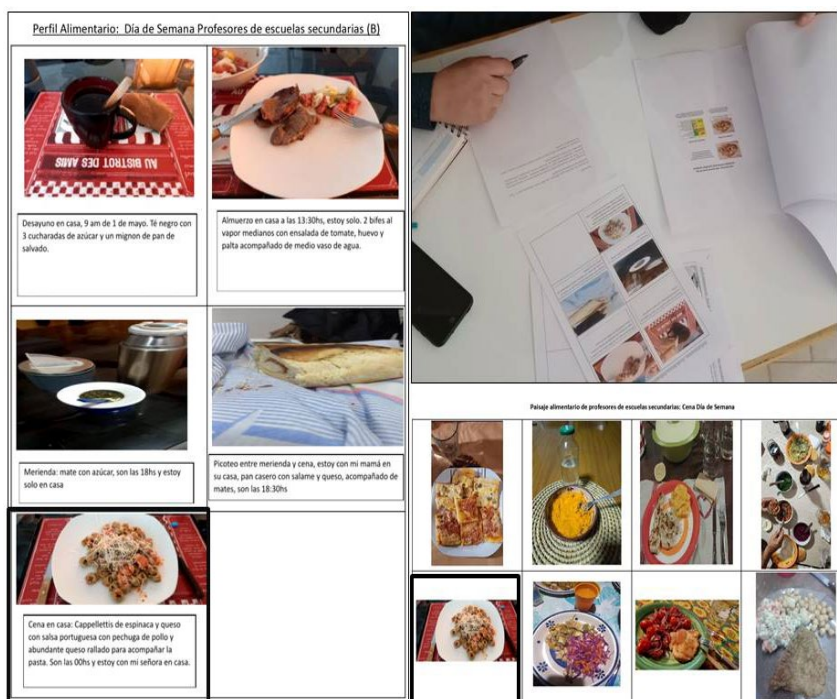 Perfil Alimentario: Día de Semana Profesores de escuelas secundarias (B)
AU BISTROT DES AMIS
Desayuno en casa, 9 am de 1 de mayo. Té negro con
3 cucharadas de azúcar y un mignon de pan de
salvado.
Almuerzo en casa a las 13:30hs, estoy solo. 2 bifes al
vapor medianos con ensalada de tomate, huevo y
palta acompañado de medio vaso de agua.
Merienda: mate con azúcar, son las 18hs y estoy
solo en casa
Picoteo entre merienda y cena, estoy con mi mamá en
su casa, pan casero con salame y queso, acompañado de
mates, son las 18:30hs
Cena en casa: Cappellettis de espinaca y queso
con salsa portuguesa con pechuga de pollo y
abundante queso rallado para acompañar la
pasta. Son las 00hs y estoy con mi señora en casa.
Paisaje alimentario de profesores de escuelas secundarias: Cena Día de Semana